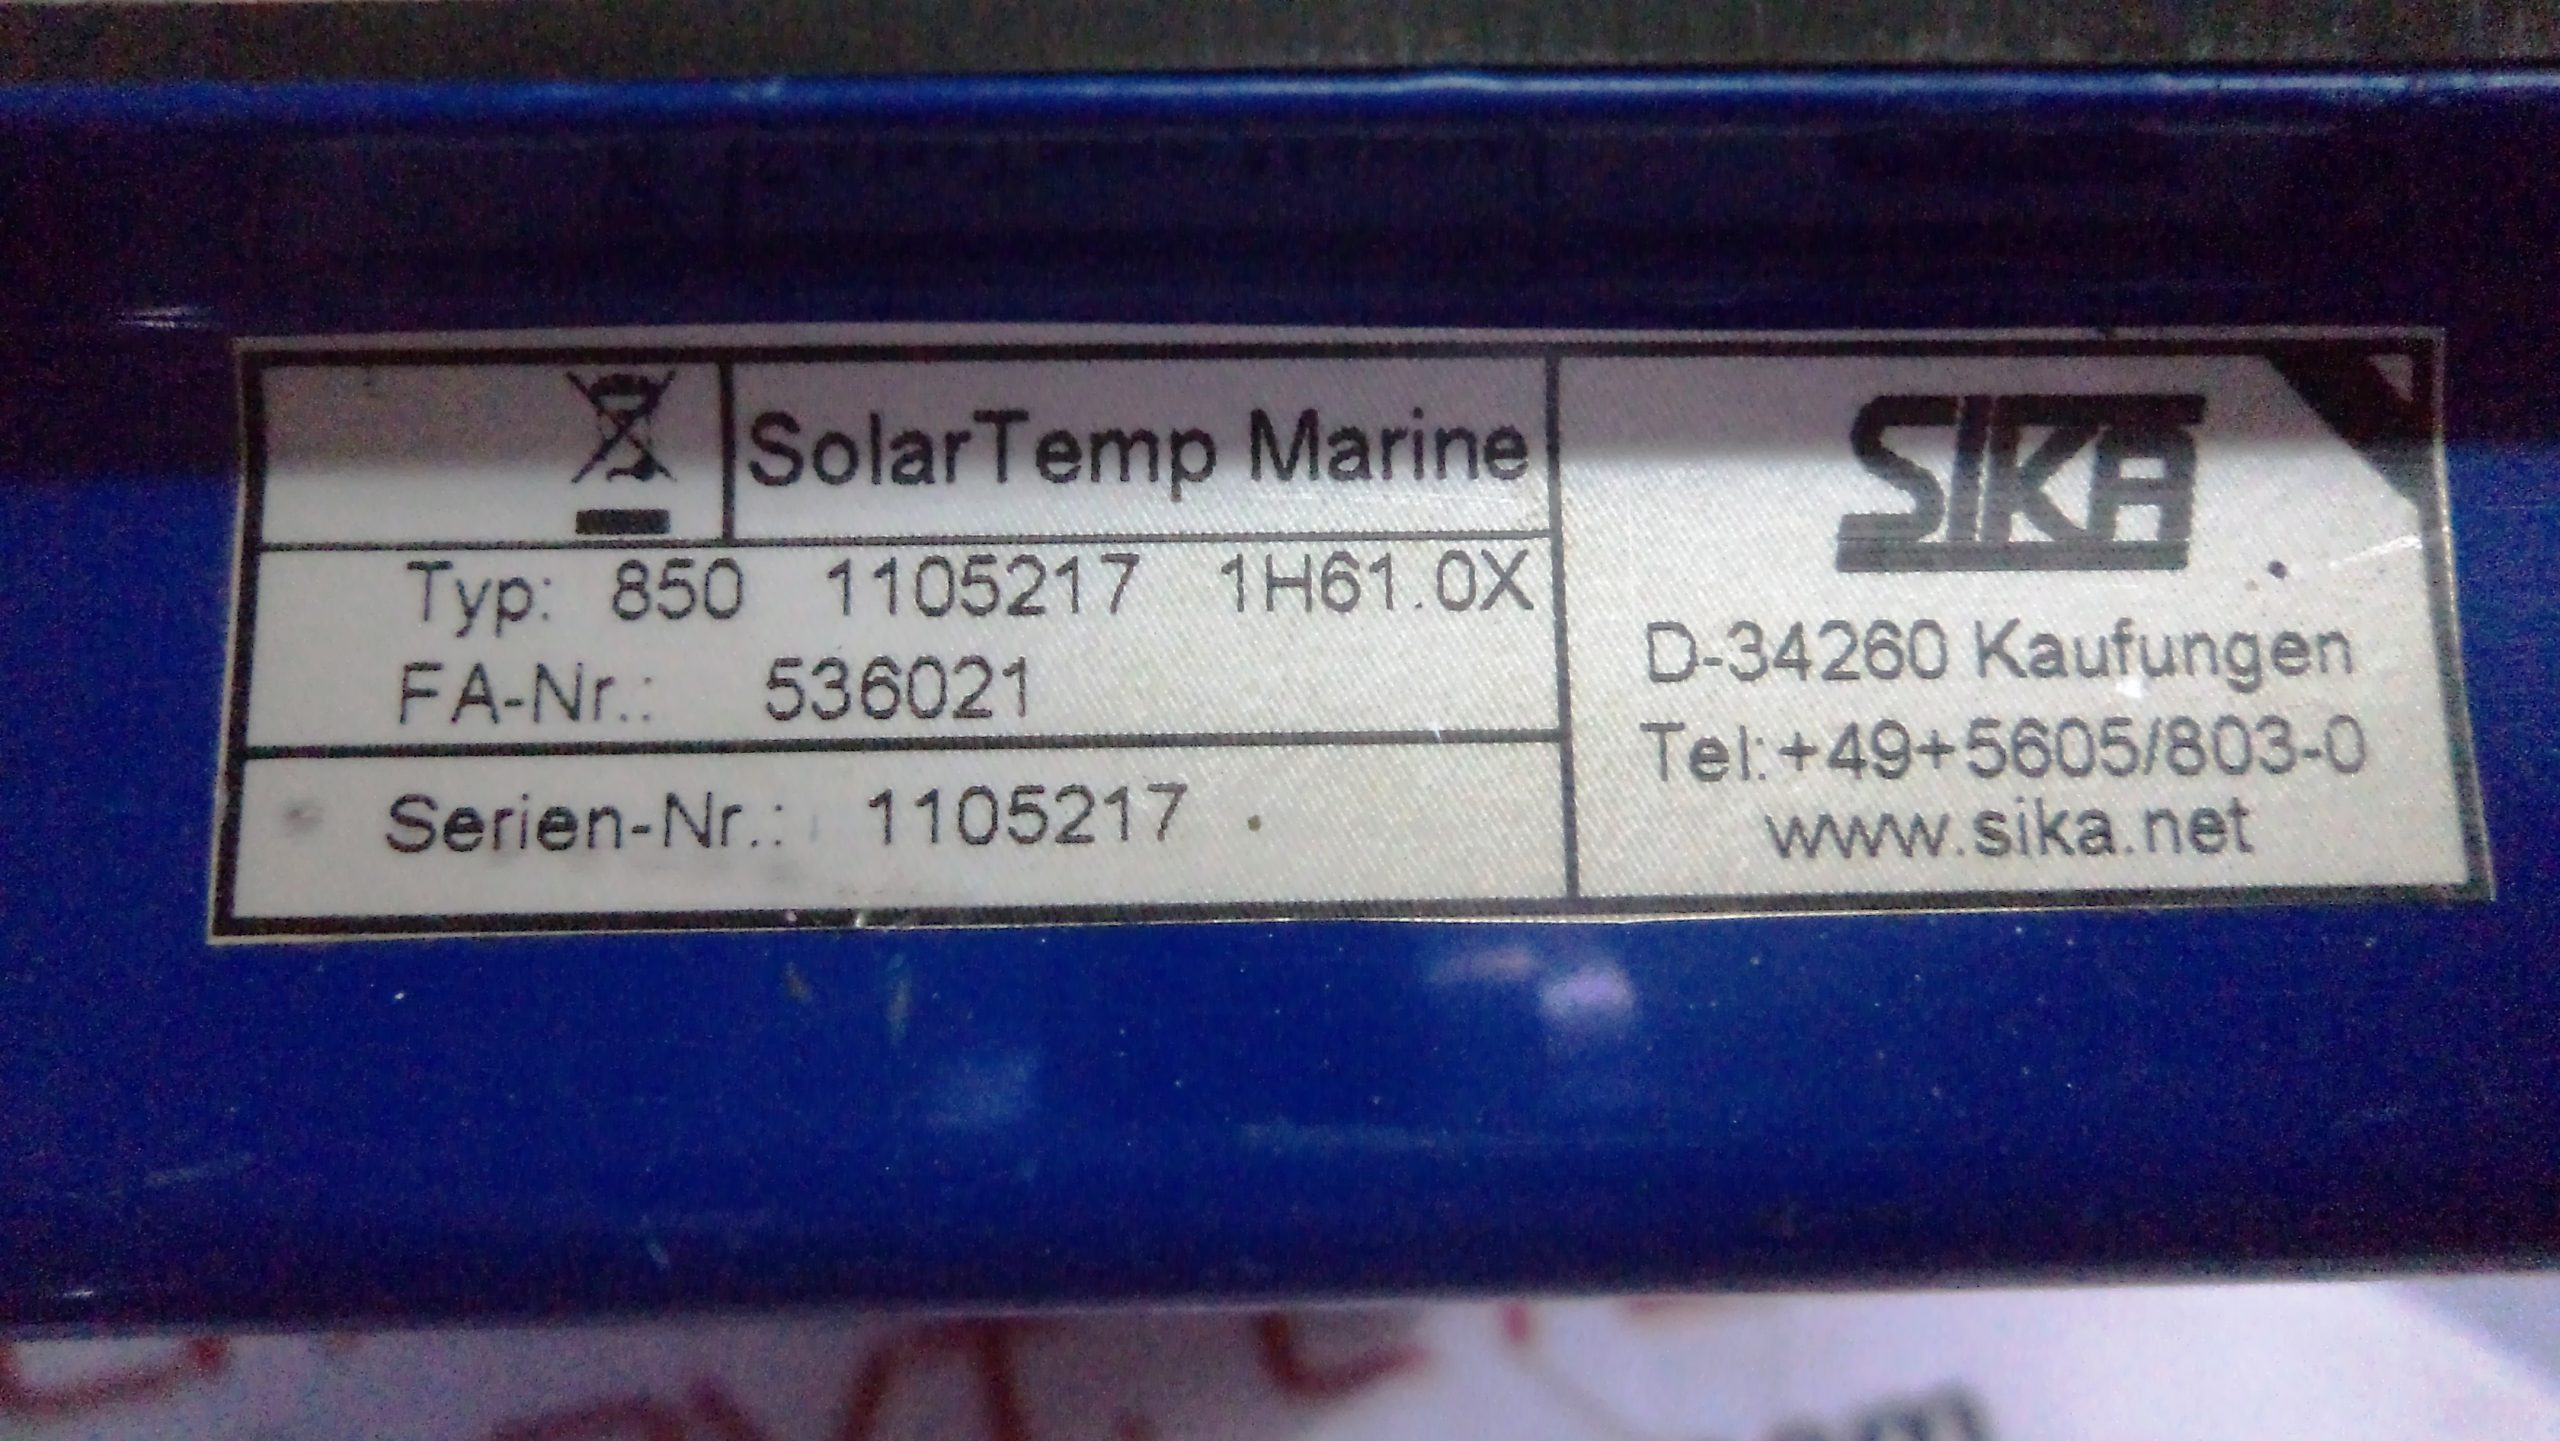 SolarTemp Marine
Typ: 850 1105217 1H61.0X
FA-Nr.: 536021
Serien-Nr.: 1105217
SIKA
D-34260 Kaufungen
Tel:+49+5605/803-0
www.sika.net